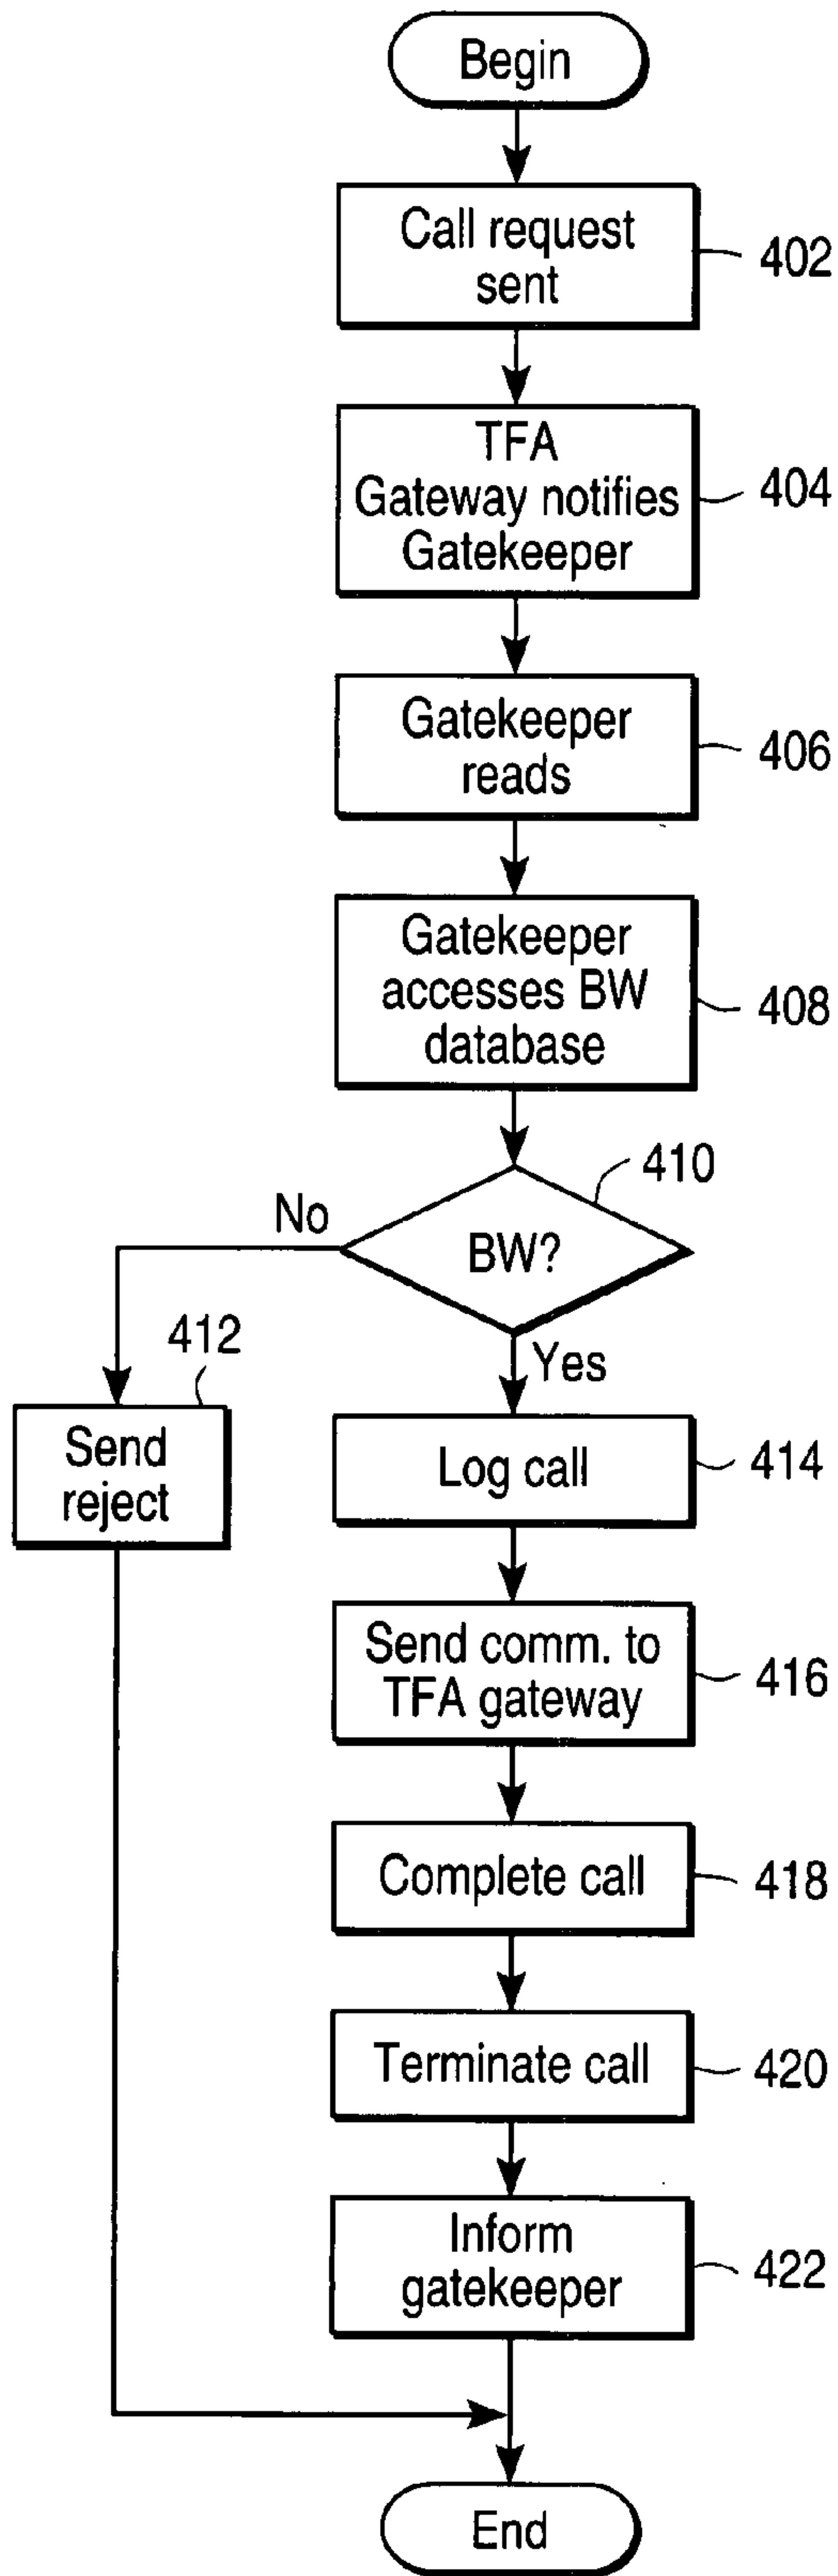 Begin
Call request
sent
402
TFA
Gateway notifies
Gatekeeper
404
Gatekeeper
reads
406
Gatekeeper
accesses BW
database
408
410
No
BW?
Yes
412
Send
reject
Log call
414
Send comm. to
TFA gateway
416
Complete call
418
Terminate call
420
Inform
gatekeeper
422
End